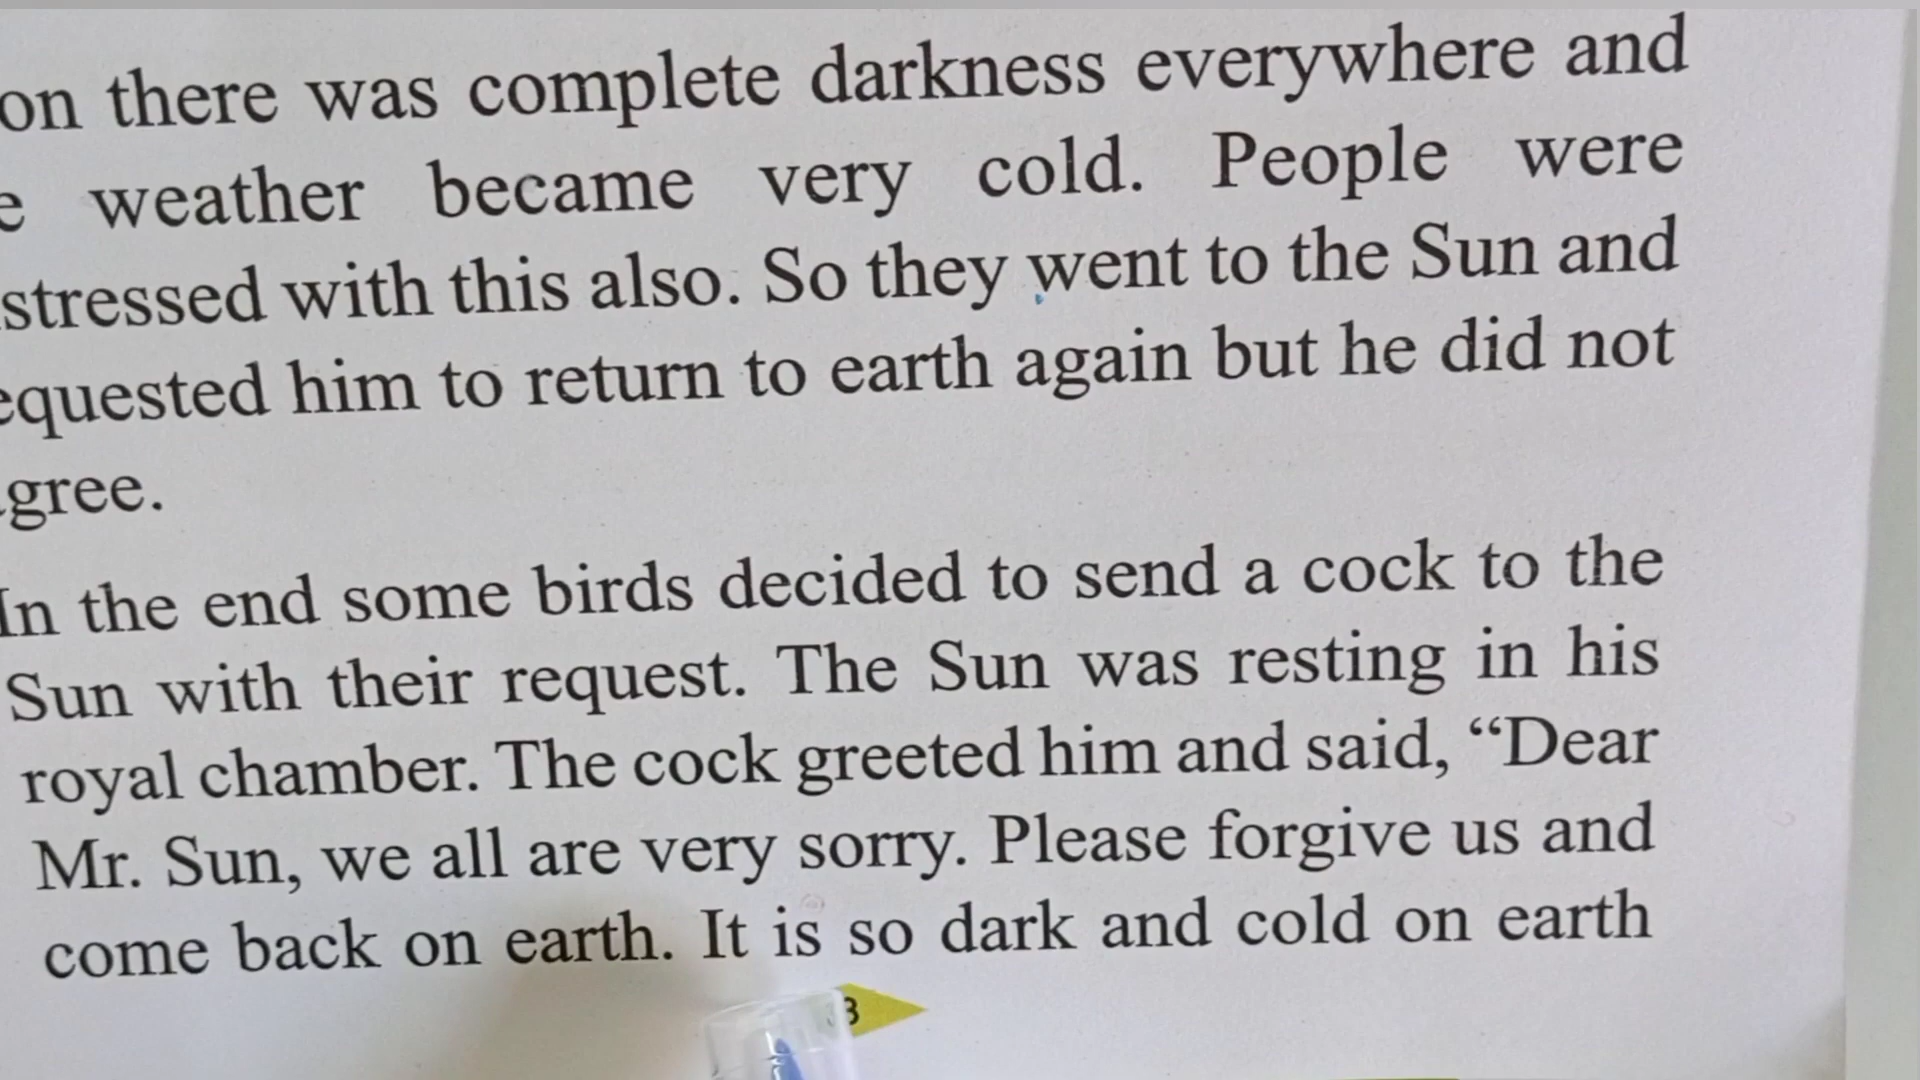 on there was complete darkness everywhere and
e weather became very cold. People were
stressed with this also. So they went to the Sun and
equested him to return to earth again but he did not
gree.
In the end some birds decided to send a cock to the
Sun with their request. The Sun was resting in his
royal chamber. The cock greeted him and said, “Dear
Mr. Sun, we all are very sorry. Please forgive us and
come back on earth. It is so dark and cold on earth